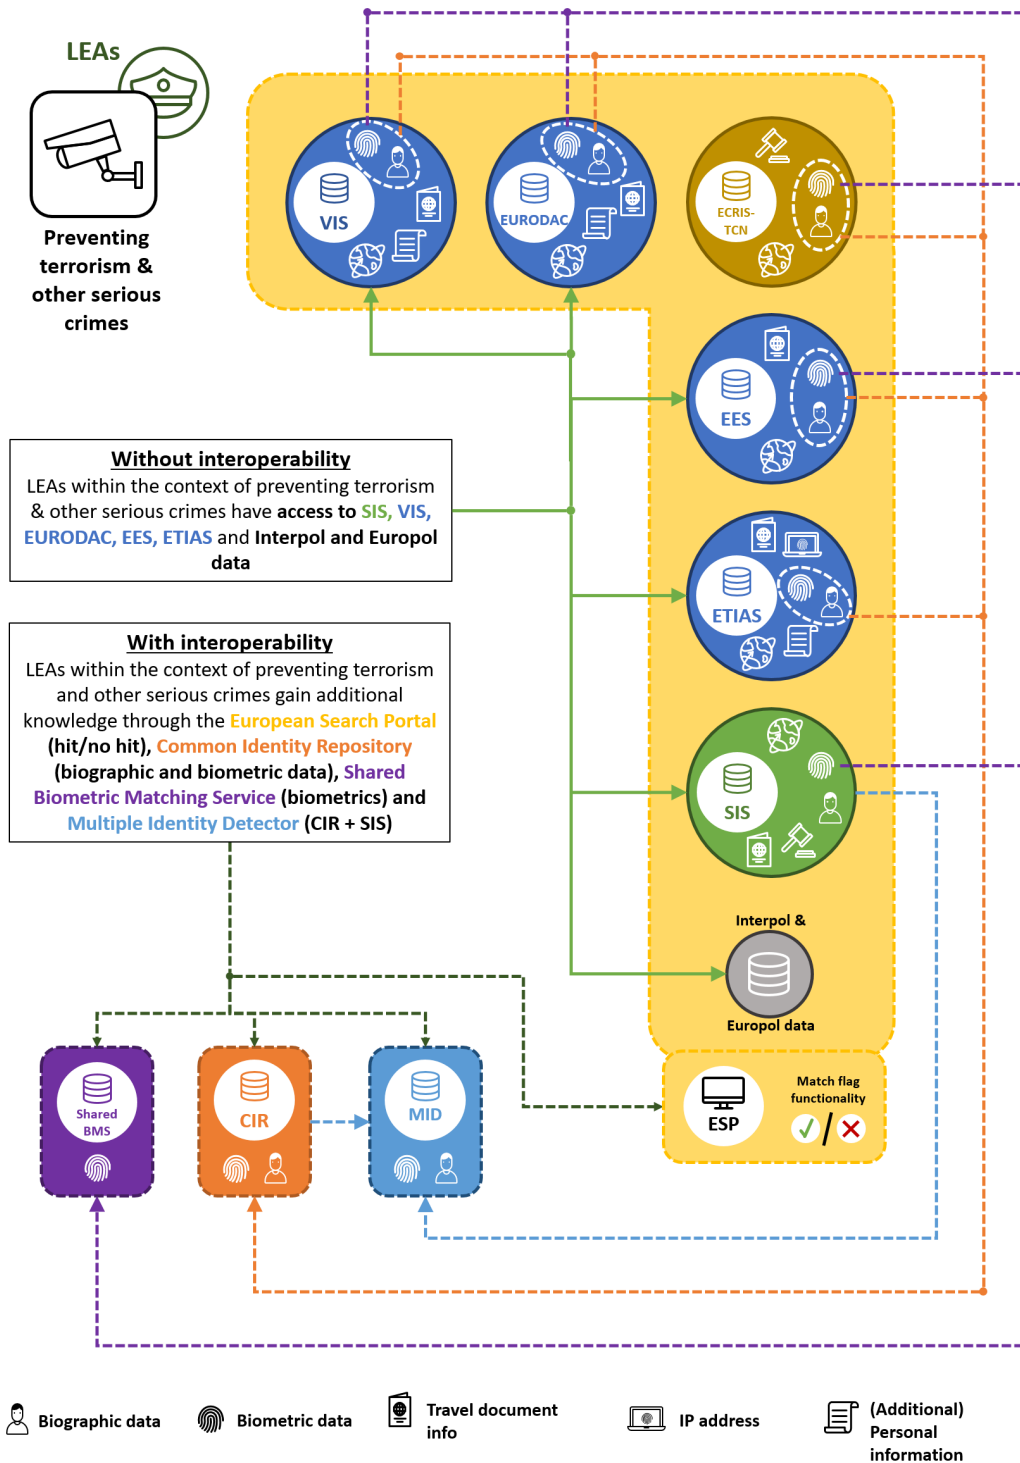 LEAs
Preventing
terrorism &
other serious
crimes
VIS
EURODAC
ECRIS-
TCN
EES
Without interoperability
LEAs within the context of preventing terrorism
& other serious crimes have access to SIS, VIS,
EURODAC, EES, ETIAS and Interpol and Europol
data
ETIAS
With interoperability
LEAs within the context of preventing terrorism
and other serious crimes gain additional
knowledge through the European Search Portal
(hit/no hit), Common Identity Repository
(biographic and biometric data), Shared
Biometric Matching Service (biometrics) and
Multiple Identity Detector (CIR + SIS)
SIS
Interpol &
Europol data
Shared
BMS
CIR
MID
ESP
Match flag
functionality
Biographic data
Biometric data
Travel document
info
IP address
(Additional)
Personal
information